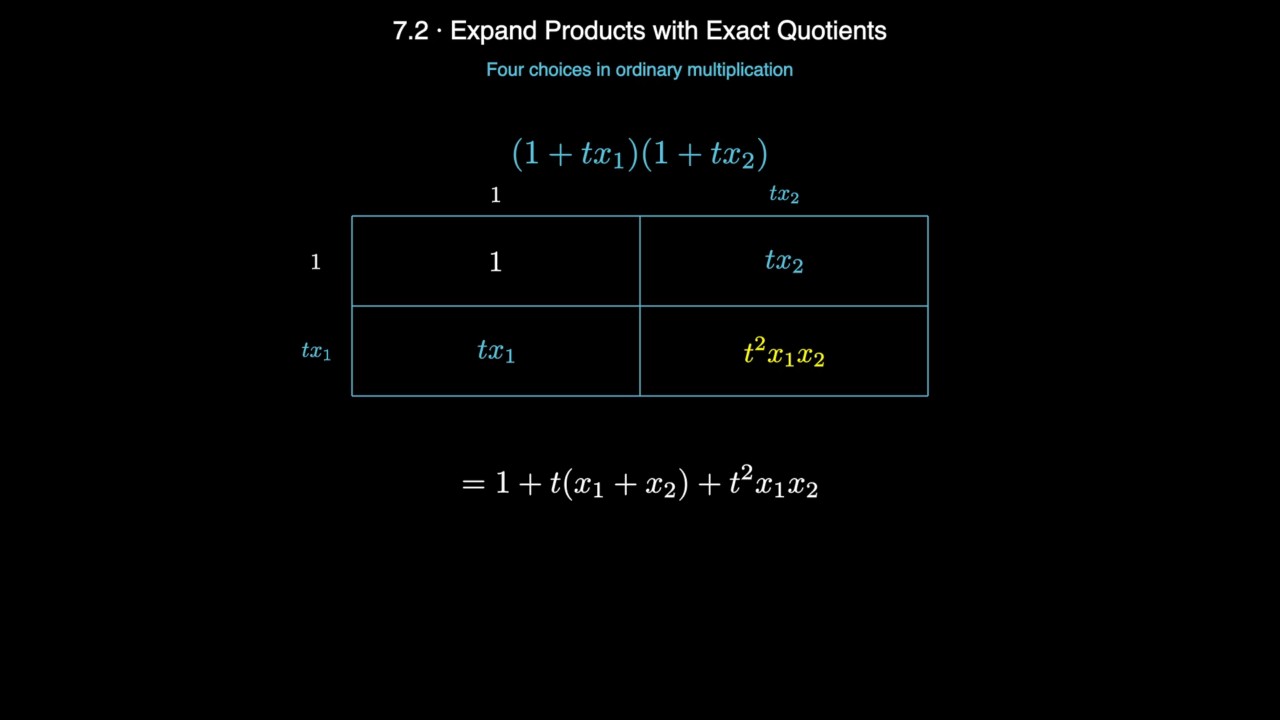 7.2 · Expand Products with Exact Quotients
Four choices in ordinary multiplication
(1 + tx₁)(1 + tx₂)
1 tx₂
1 1 tx₂
tx₁ tx₁ t²x₁x₂
= 1 + t(x₁ + x₂) + t²x₁x₂